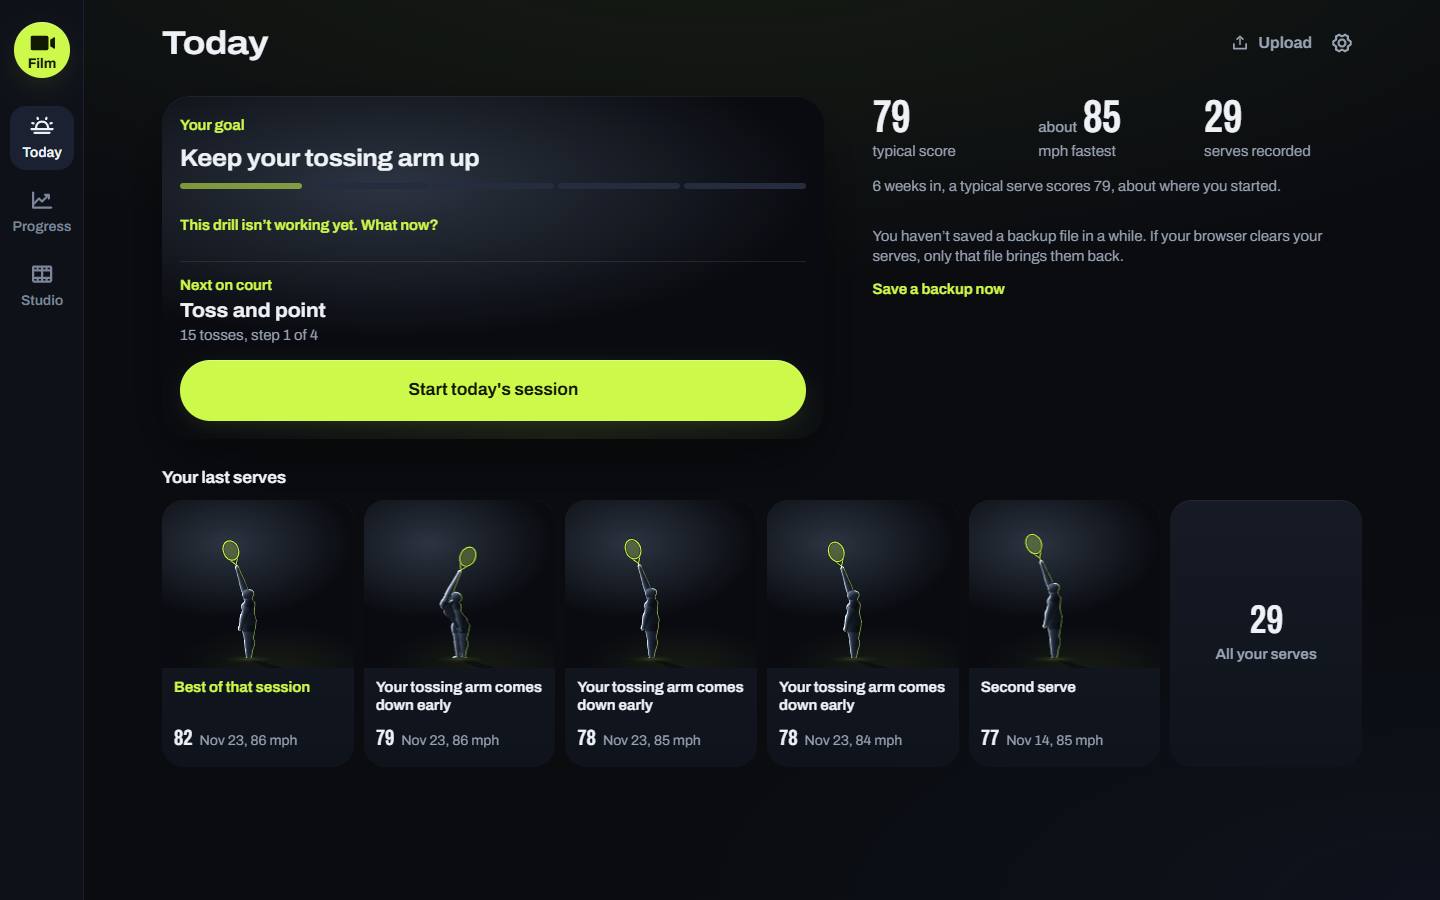 Film
Today
Progress
Studio
Today
Upload
Your goal
Keep your tossing arm up
This drill isn’t working yet. What now?
Next on court
Toss and point
15 tosses, step 1 of 4
Start today's session
79
typical score
about 85
mph fastest
29
serves recorded
6 weeks in, a typical serve scores 79, about where you started.
You haven’t saved a backup file in a while. If your browser clears your
serves, only that file brings them back.
Save a backup now
Your last serves
Best of that session
82 Nov 23, 86 mph
Your tossing arm comes
down early
79 Nov 23, 86 mph
Your tossing arm comes
down early
78 Nov 23, 85 mph
Your tossing arm comes
down early
78 Nov 23, 84 mph
Second serve
77 Nov 14, 85 mph
29
All your serves